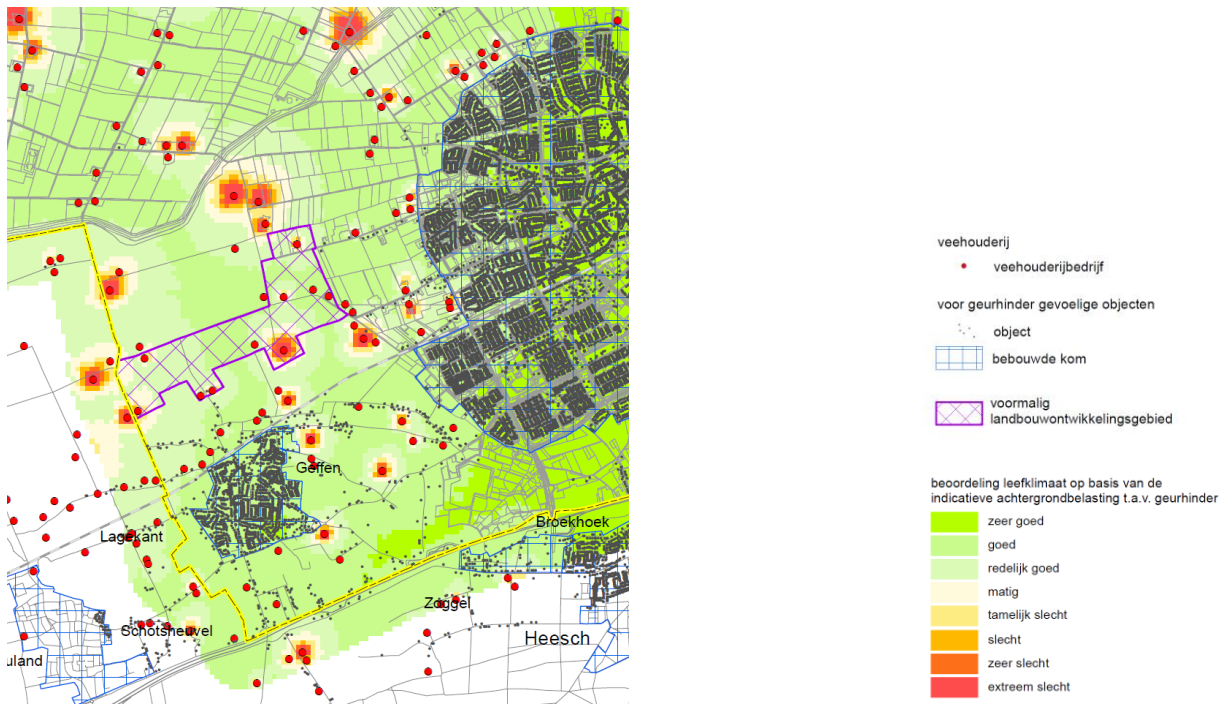 Geffen
Broekhoek
Lagekant
Zoggel
Schotsheuvel
Heesch
uland
veehouderij
veehouderijbedrijf
voor geurhinder gevoelige objecten
object
bebouwde kom
voormalig
landbouwontwikkelingsgebied
beoordeling leefklimaat op basis van de
indicatieve achtergrondbelasting t.a.v. geurhinder
zeer goed
goed
redelijk goed
matig
tamelijk slecht
slecht
zeer slecht
extreem slecht